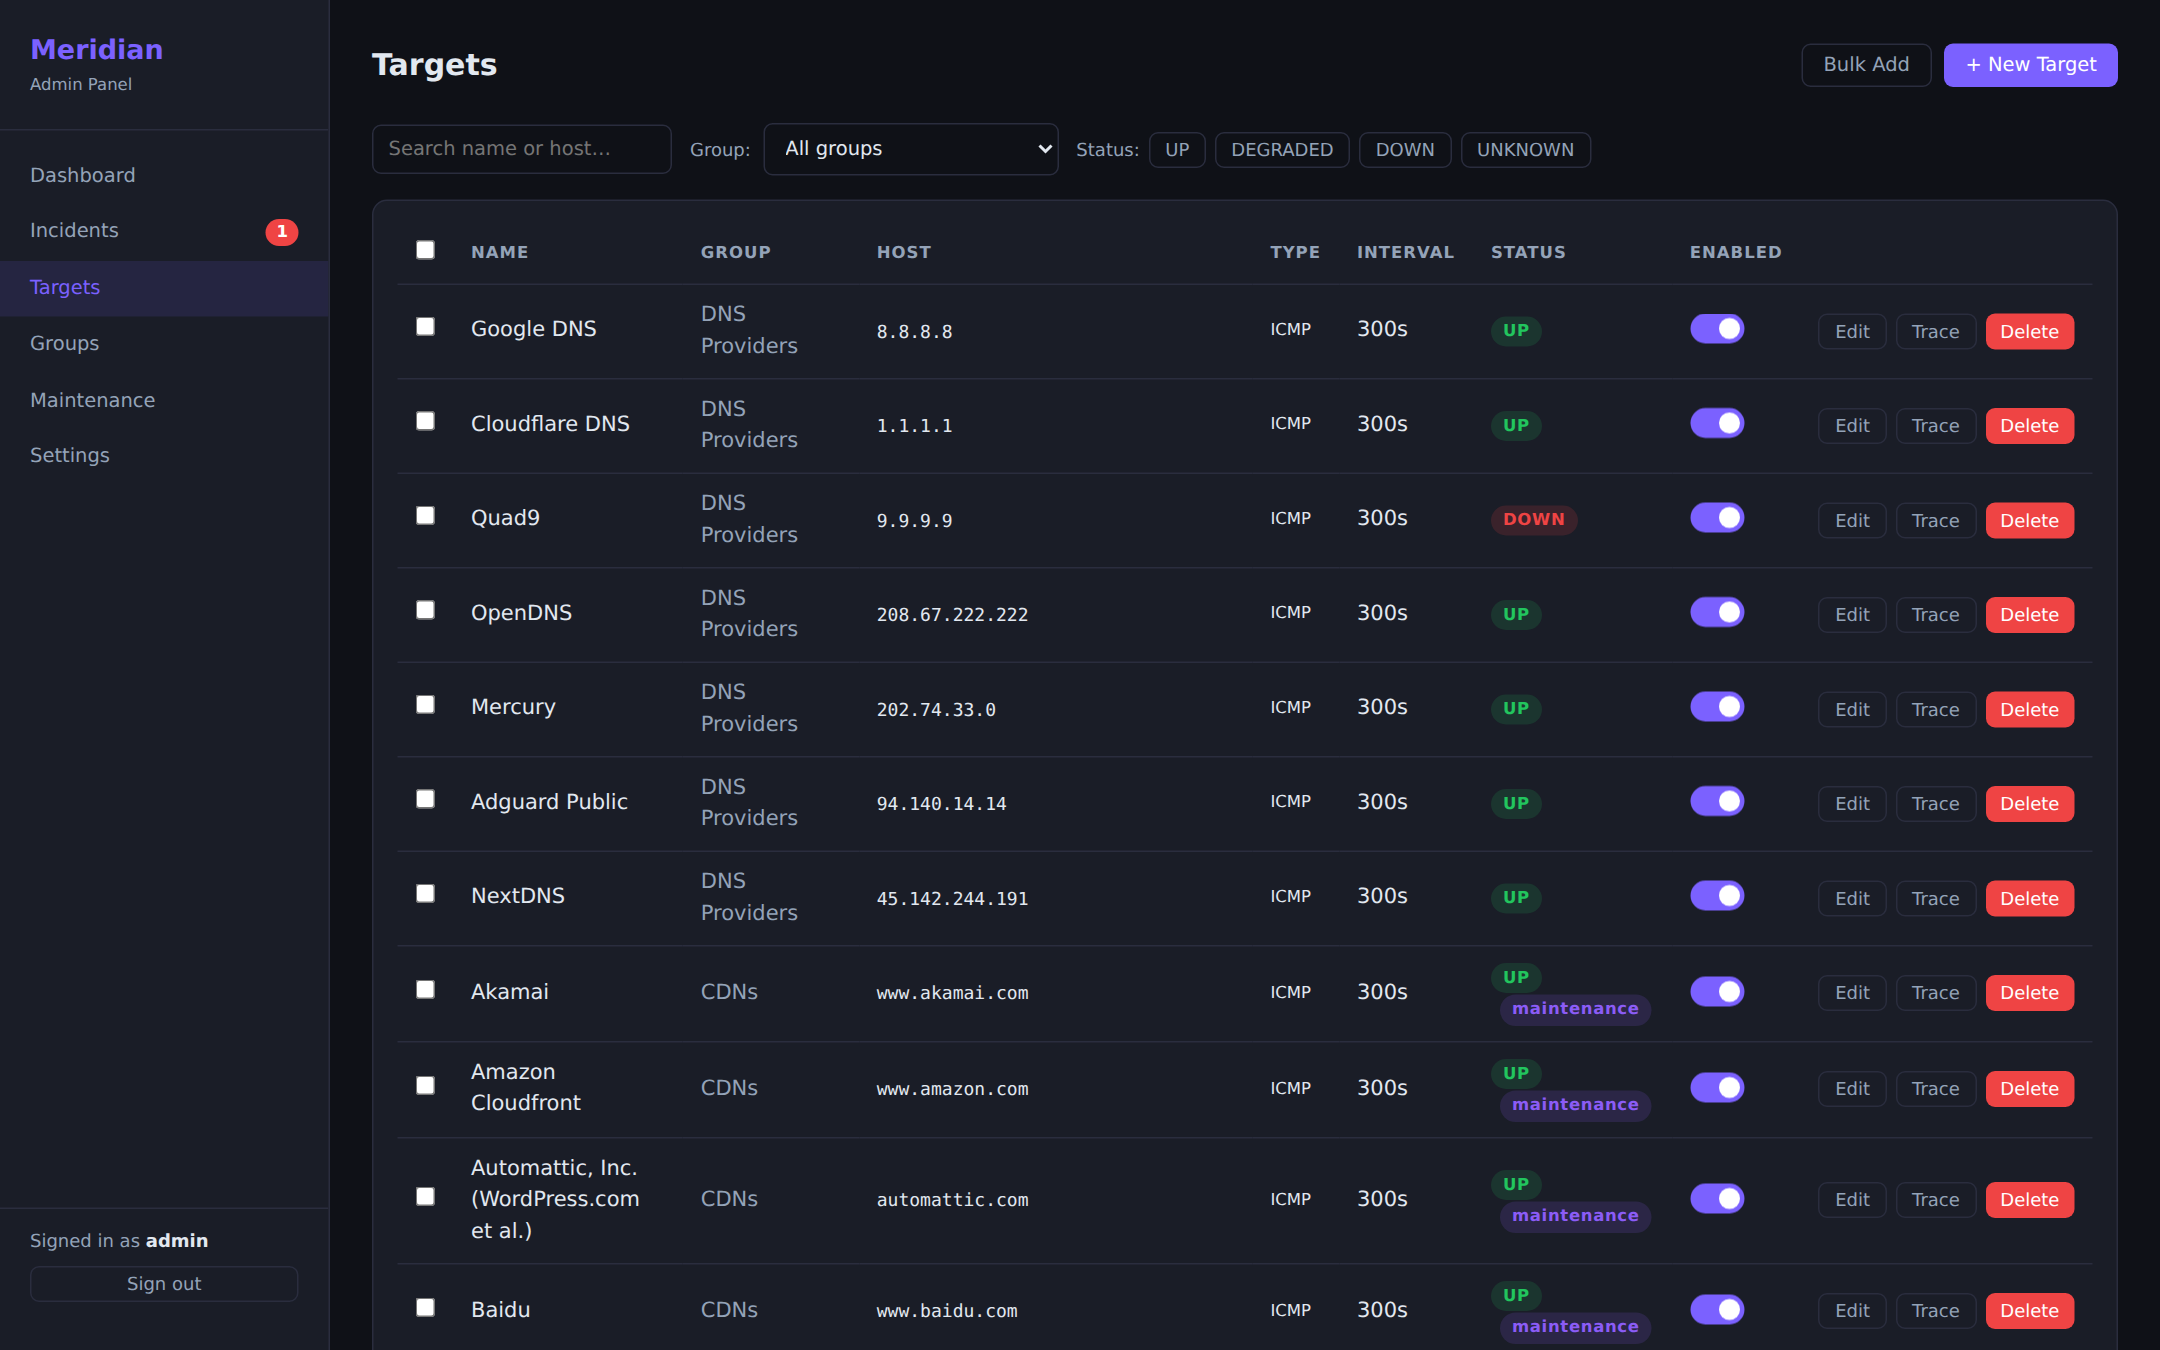 Meridian
Admin Panel
Dashboard
Incidents 1
Targets
Groups
Maintenance
Settings
Signed in as admin
Sign out
Targets
Bulk Add + New Target
Search name or host... Group: All groups Status: UP DEGRADED DOWN UNKNOWN
NAME GROUP HOST TYPE INTERVAL STATUS ENABLED
Google DNS DNS Providers 8.8.8.8 ICMP 300s UP Edit Trace Delete
Cloudflare DNS DNS Providers 1.1.1.1 ICMP 300s UP Edit Trace Delete
Quad9 DNS Providers 9.9.9.9 ICMP 300s DOWN Edit Trace Delete
OpenDNS DNS Providers 208.67.222.222 ICMP 300s UP Edit Trace Delete
Mercury DNS Providers 202.74.33.0 ICMP 300s UP Edit Trace Delete
Adguard Public DNS Providers 94.140.14.14 ICMP 300s UP Edit Trace Delete
NextDNS DNS Providers 45.142.244.191 ICMP 300s UP Edit Trace Delete
Akamai CDNs www.akamai.com ICMP 300s UP maintenance Edit Trace Delete
Amazon Cloudfront CDNs www.amazon.com ICMP 300s UP maintenance Edit Trace Delete
Automattic, Inc. (WordPress.com et al.) CDNs automattic.com ICMP 300s UP maintenance Edit Trace Delete
Baidu CDNs www.baidu.com ICMP 300s UP maintenance Edit Trace Delete